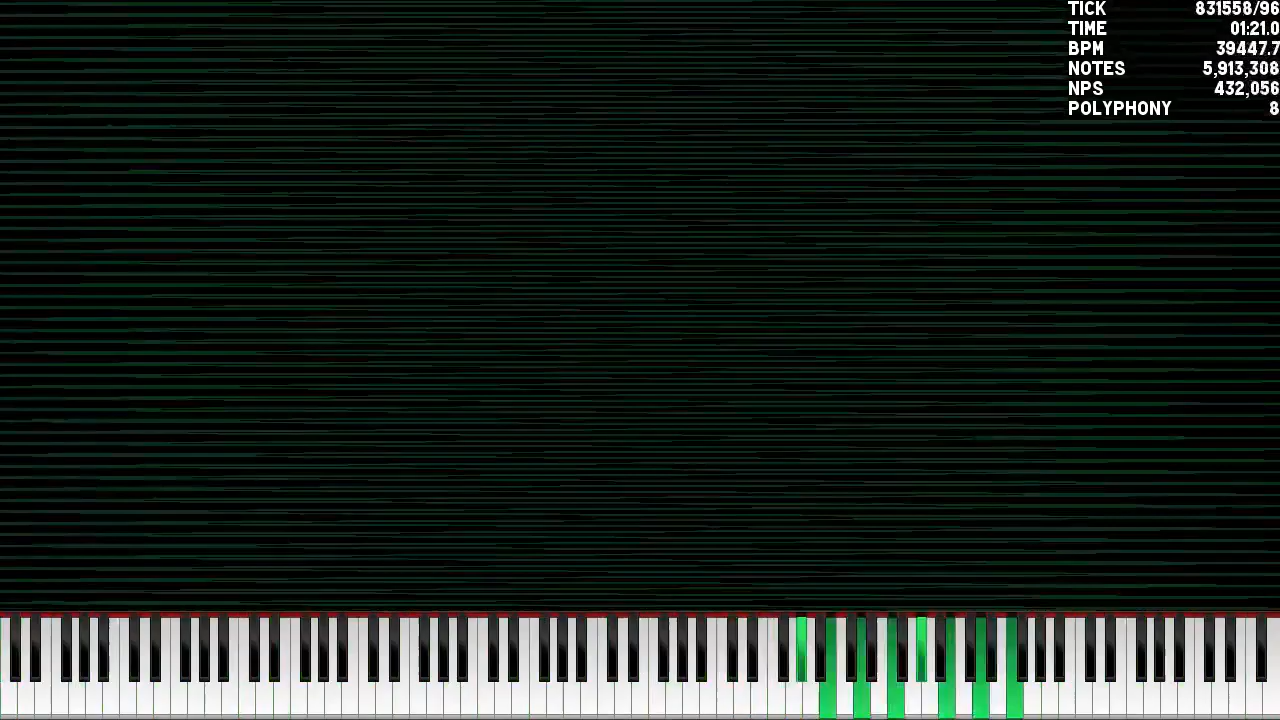 TICK 831558/96
TIME 01:21.0
BPM 39447.7
NOTES 5,913,308
NPS 432,056
POLYPHONY 8